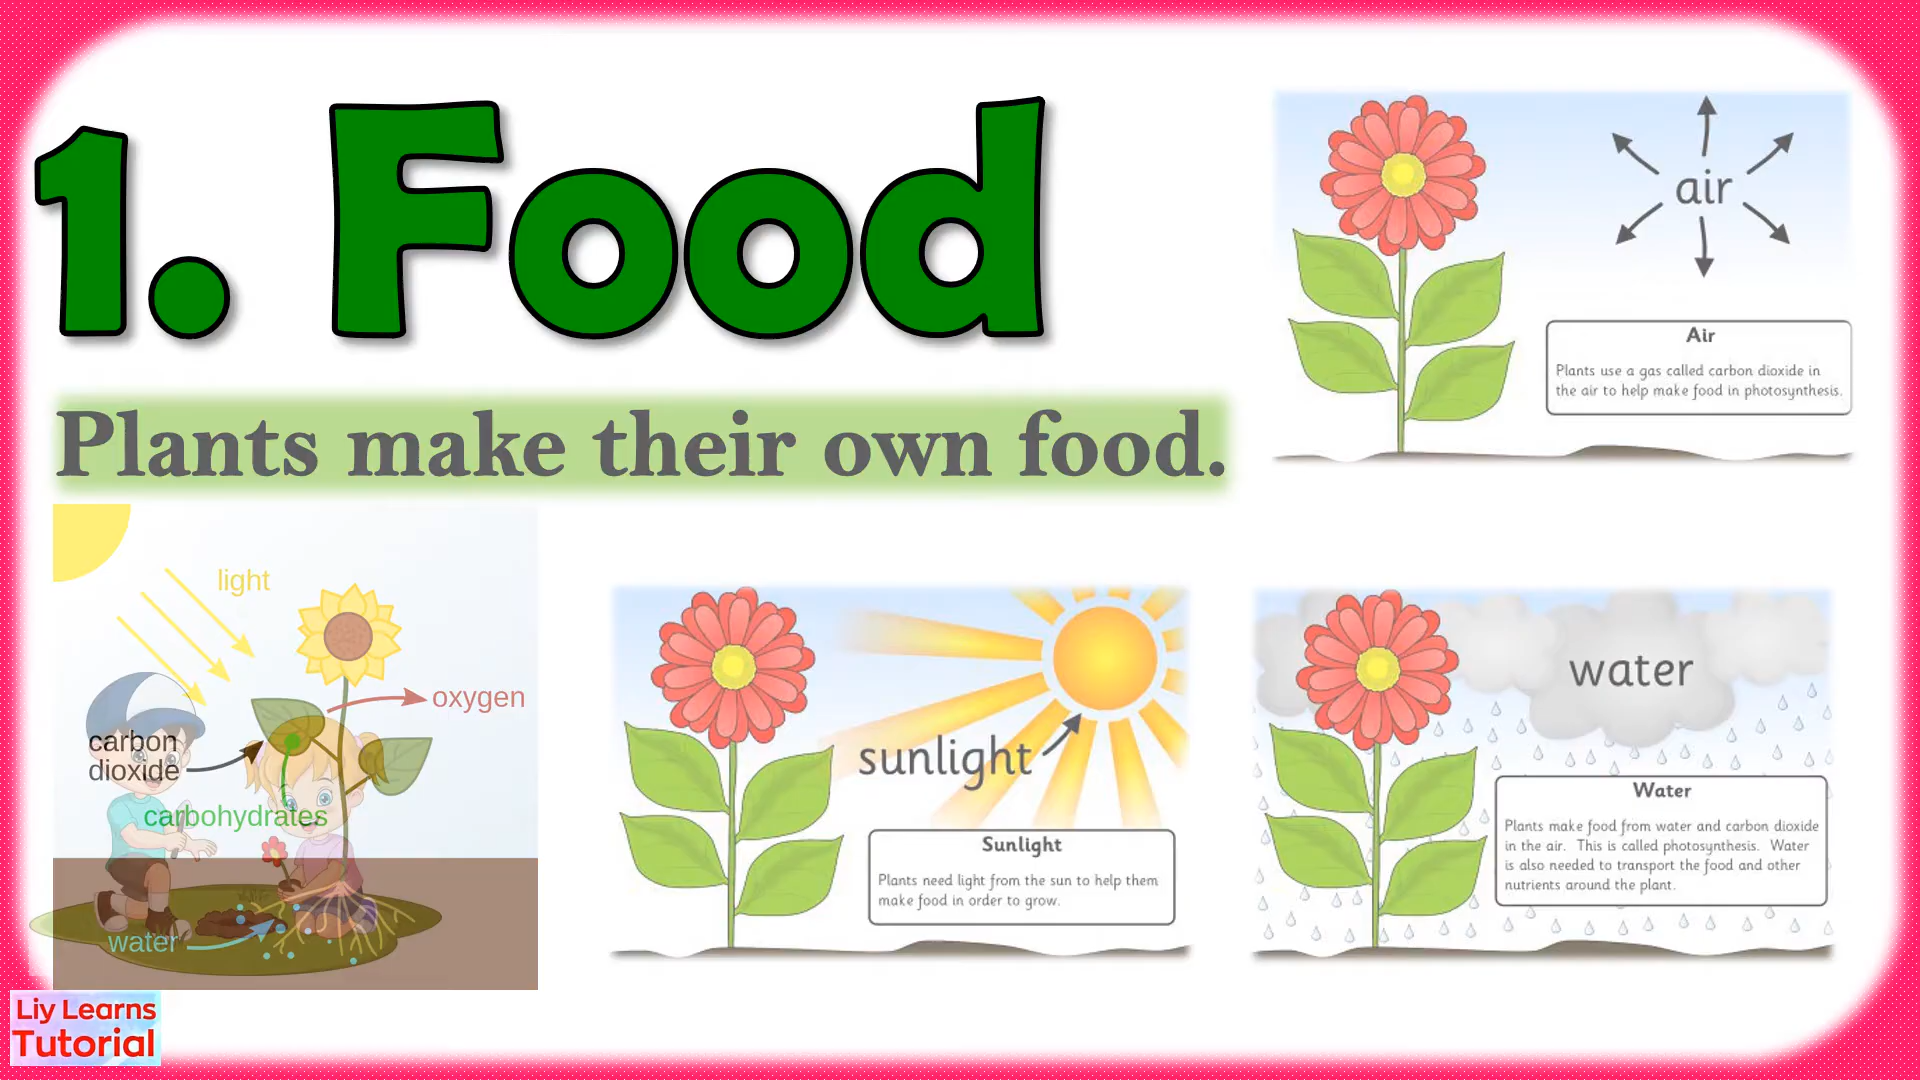 1. Food
Plants make their own food.
air
Air
Plants use a gas called carbon dioxide in
the air to help make food in photosynthesis.
light
oxygen
carbon
dioxide
carbohydrates
water
sunlight
Sunlight
Plants need light from the sun to help them
make food in order to grow.
water
Water
Plants make food from water and carbon dioxide
in the air. This is called photosynthesis. Water
is also needed to transport the food and other
nutrients around the plant.
Liy Learns
Tutorial